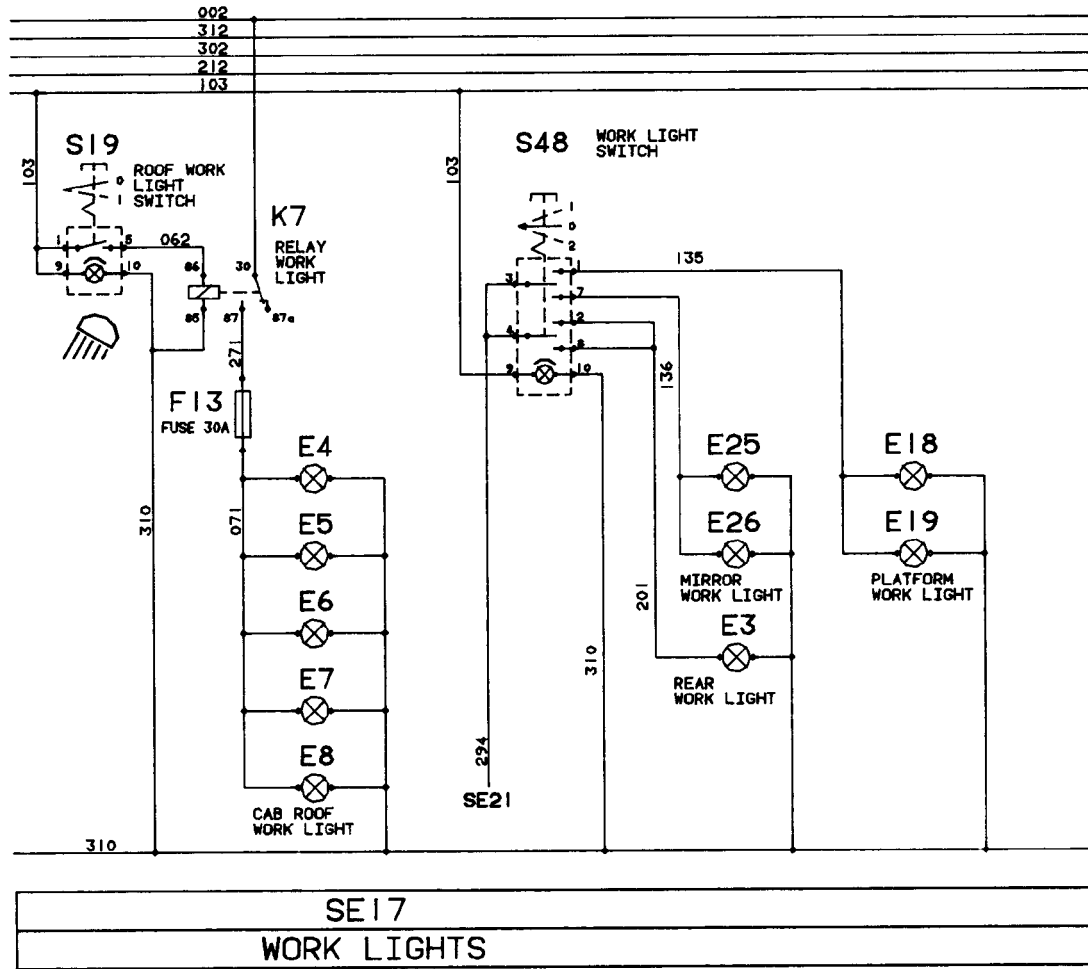 002
312
302
212
103
S19
103
ROOF WORK
LIGHT
SWITCH
0
1
1
5
062
9
10
K7
RELAY
WORK
LIGHT
86
30
85
87
87a
271
F13
FUSE 30A
071
310
E4
E5
E6
E7
E8
CAB ROOF
WORK LIGHT
S48
WORK LIGHT
SWITCH
103
1
0
2
3
1
7
4
2
8
9
10
135
136
E25
E26
MIRROR
WORK LIGHT
E18
E19
PLATFORM
WORK LIGHT
201
E3
REAR
WORK LIGHT
310
294
SE21
310
SE17
WORK LIGHTS